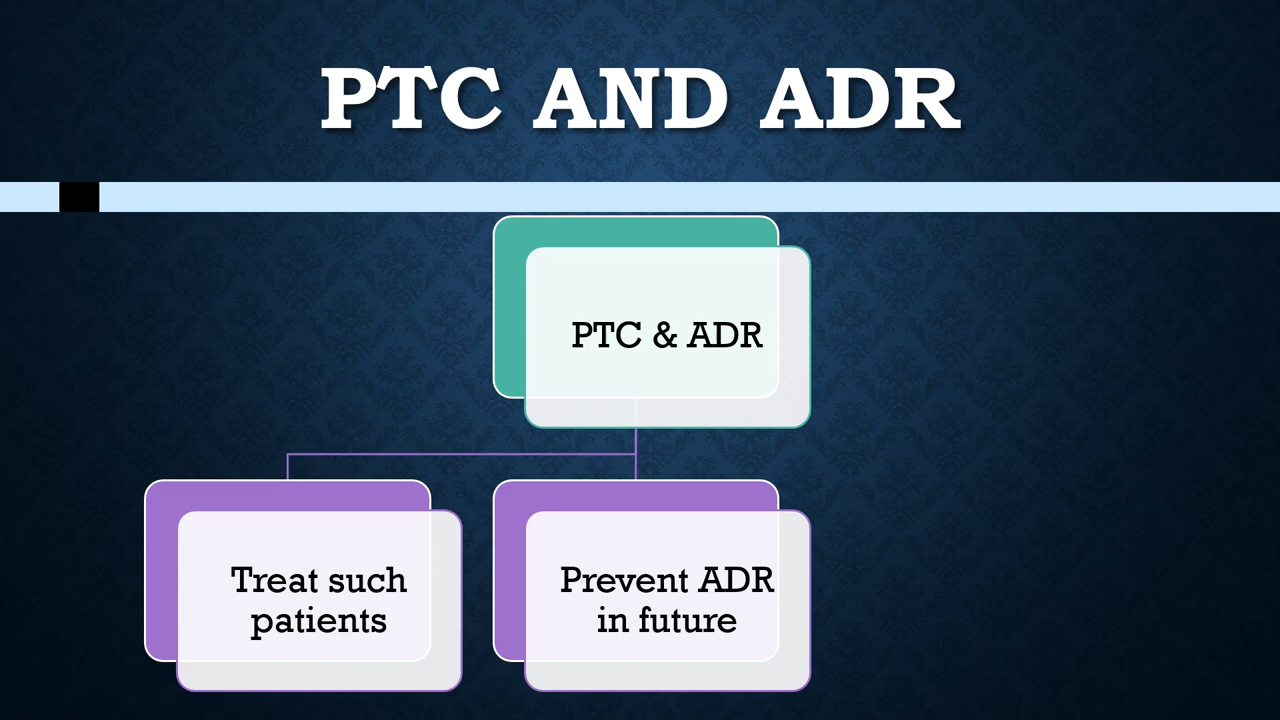 PTC AND ADR
PTC & ADR
Treat such
patients
Prevent ADR
in future